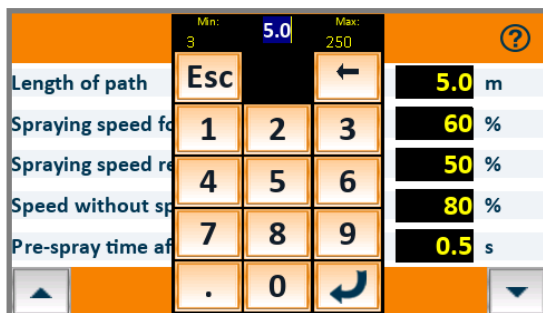 Min: 5.0 Max:
3 250
?
Esc
Length of path 5.0 m
1 2 3
Spraying speed fo 60 %
4 5 6
Spraying speed re 50 %
Speed without sp 80 %
7 8 9
Pre-spray time af 0.5 s
. 0